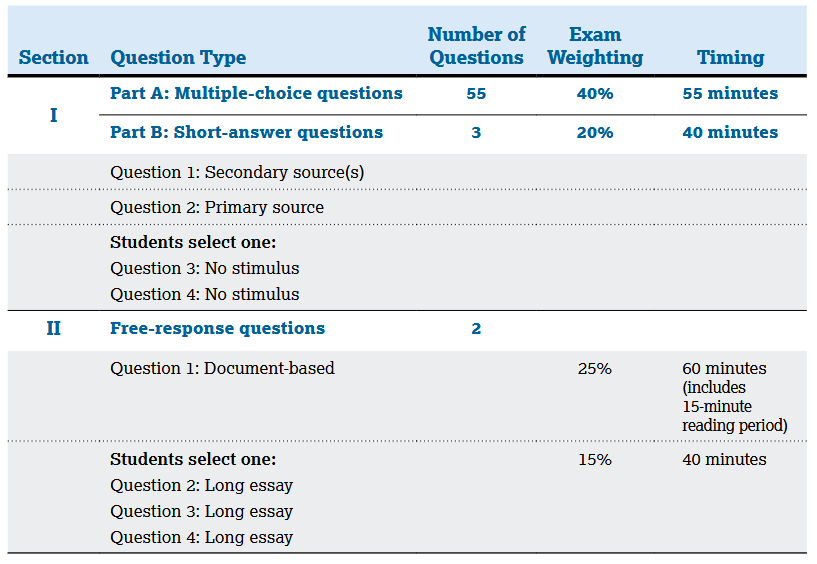 Section Question Type Number of Questions Exam Weighting Timing
I
Part A: Multiple-choice questions 55 40% 55 minutes
Part B: Short-answer questions 3 20% 40 minutes
Question 1: Secondary source(s)
Question 2: Primary source
Students select one:
Question 3: No stimulus
Question 4: No stimulus
II Free-response questions 2
Question 1: Document-based 25% 60 minutes
(includes
15-minute
reading period)
Students select one: 15% 40 minutes
Question 2: Long essay
Question 3: Long essay
Question 4: Long essay